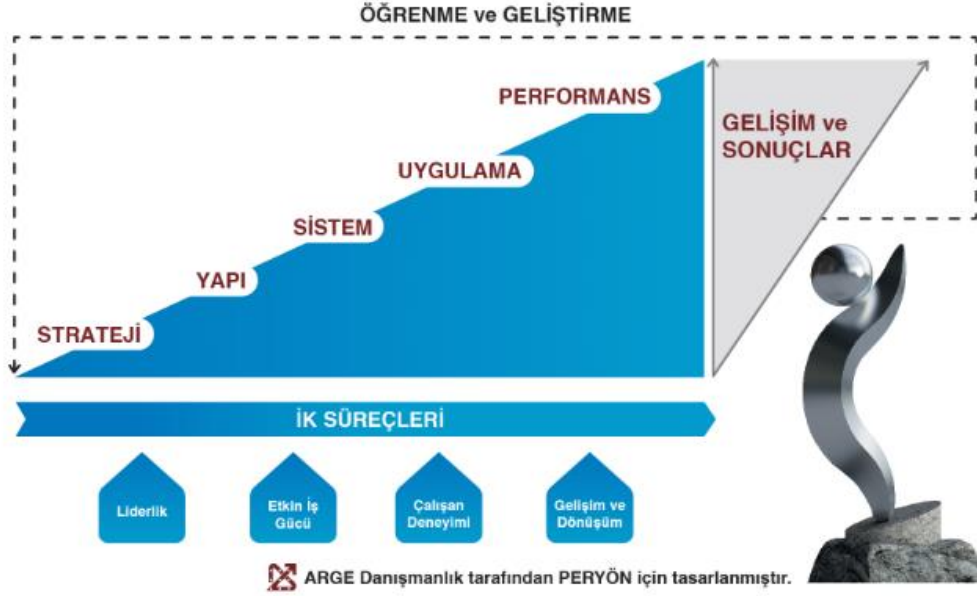 ÖĞRENME ve GELİŞTİRME
PERFORMANS
GELİŞİM ve
SONUÇLAR
UYGULAMA
SİSTEM
YAPI
STRATEJİ
İK SÜREÇLERİ
Liderlik
Etkin İş
Gücü
Çalışan
Deneyimi
Gelişim ve
Dönüşüm
ARGE Danışmanlık tarafından PERYÖN için tasarlanmıştır.